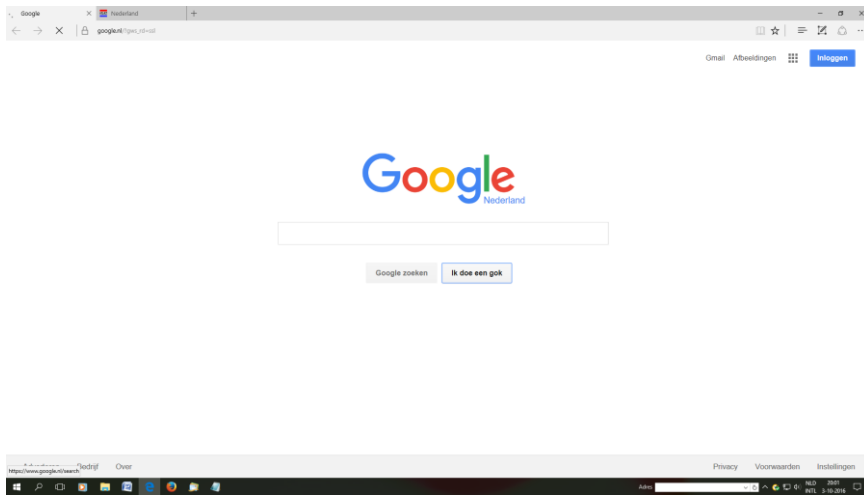 Google
Nederland
google.nl/?gws_rd=ssl
Gmail Afbeeldingen
Inloggen
Google
Nederland
Google zoeken
Ik doe een gok
Bedrijf Over
https://www.google.nl/search
Privacy Voorwaarden Instellingen
Adres
NLD 20:01
INTL 3-10-2016